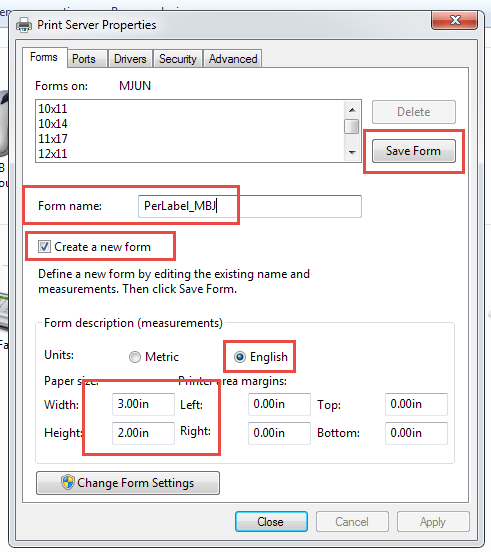 Print Server Properties
Forms Ports Drivers Security Advanced
Forms on: MJUN
10x11
10x14
11x17
12x11
Delete
Save Form
Form name: PerLabel_MBJ
Create a new form
Define a new form by editing the existing name and
measurements. Then click Save Form.
Form description (measurements)
Units: Metric English
Paper size: Printer area margins:
Width: 3.00in Left: 0.00in Top: 0.00in
Height: 2.00in Right: 0.00in Bottom: 0.00in
Change Form Settings
Close Cancel Apply